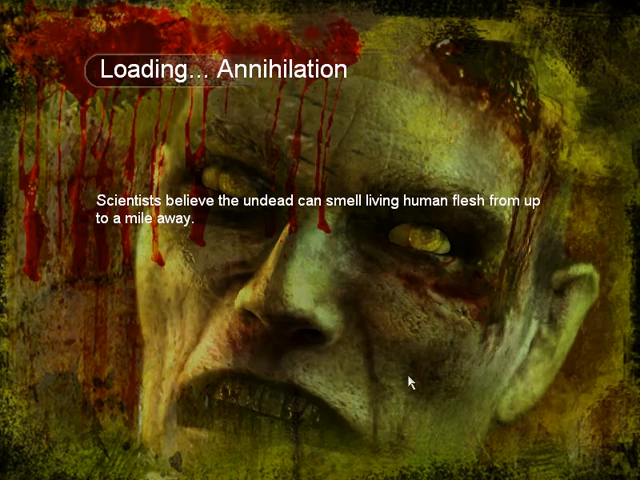 Loading... Annihilation
Scientists believe the undead can smell living human flesh from up
to a mile away.